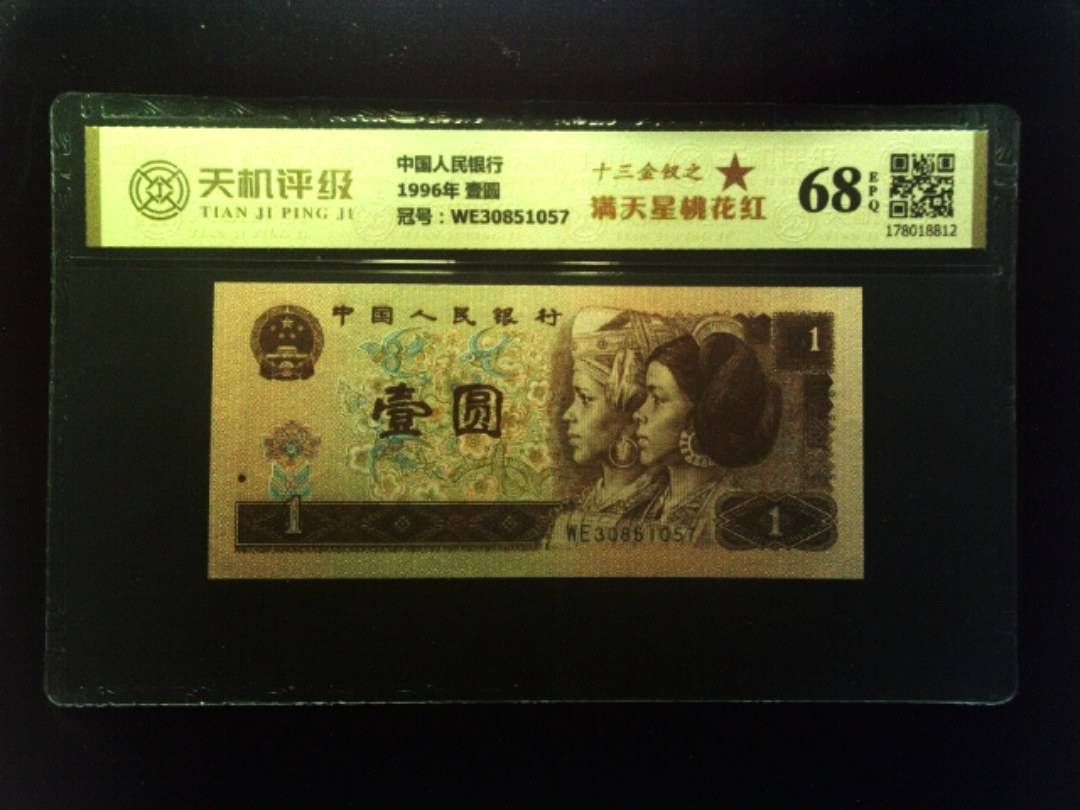 天机评级
TIAN JI PING JI
中国人民银行
1996年 壹圆
冠号：WE30851057
十三金钗之
满天星桃花红
68
EPQ
178018812
中国人民银行
1
壹圆
1
WE30851057
1